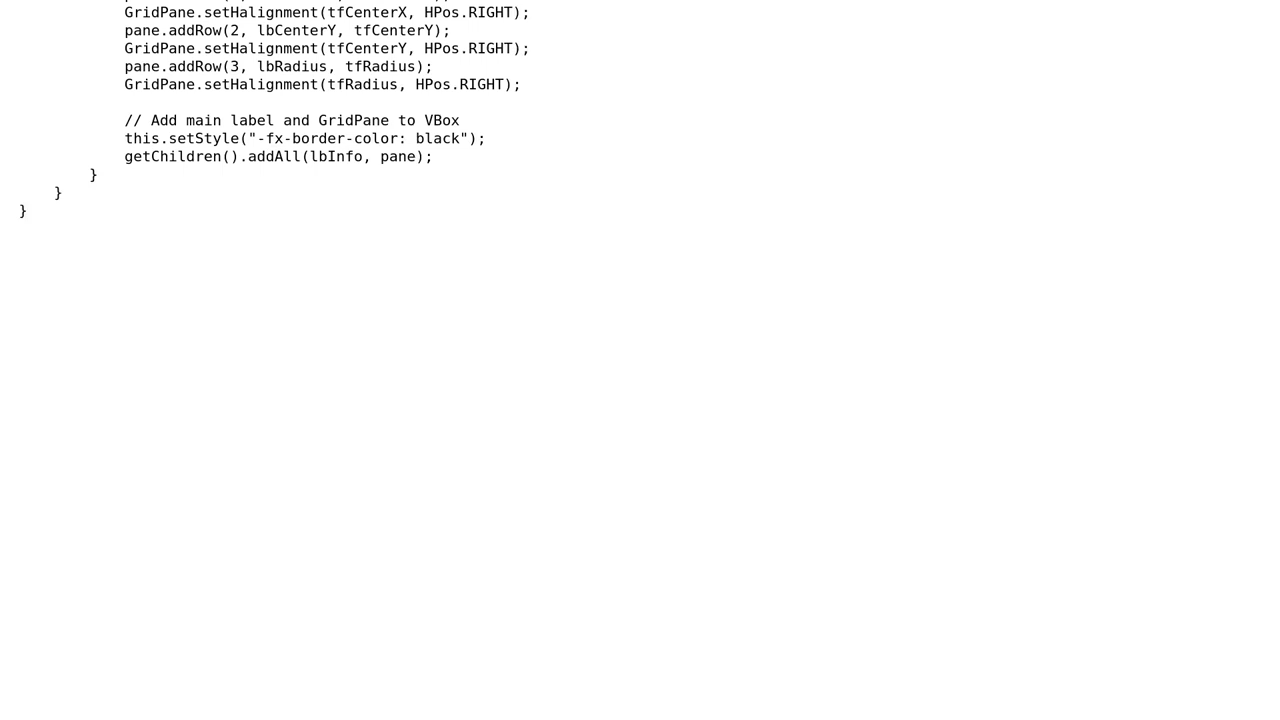 GridPane.setHalignment(tfCenterX, HPos.RIGHT);
pane.addRow(2, lbCenterY, tfCenterY);
GridPane.setHalignment(tfCenterY, HPos.RIGHT);
pane.addRow(3, lbRadius, tfRadius);
GridPane.setHalignment(tfRadius, HPos.RIGHT);
// Add main label and GridPane to VBox
this.setStyle("-fx-border-color: black");
getChildren().addAll(lbInfo, pane);
}
}
}